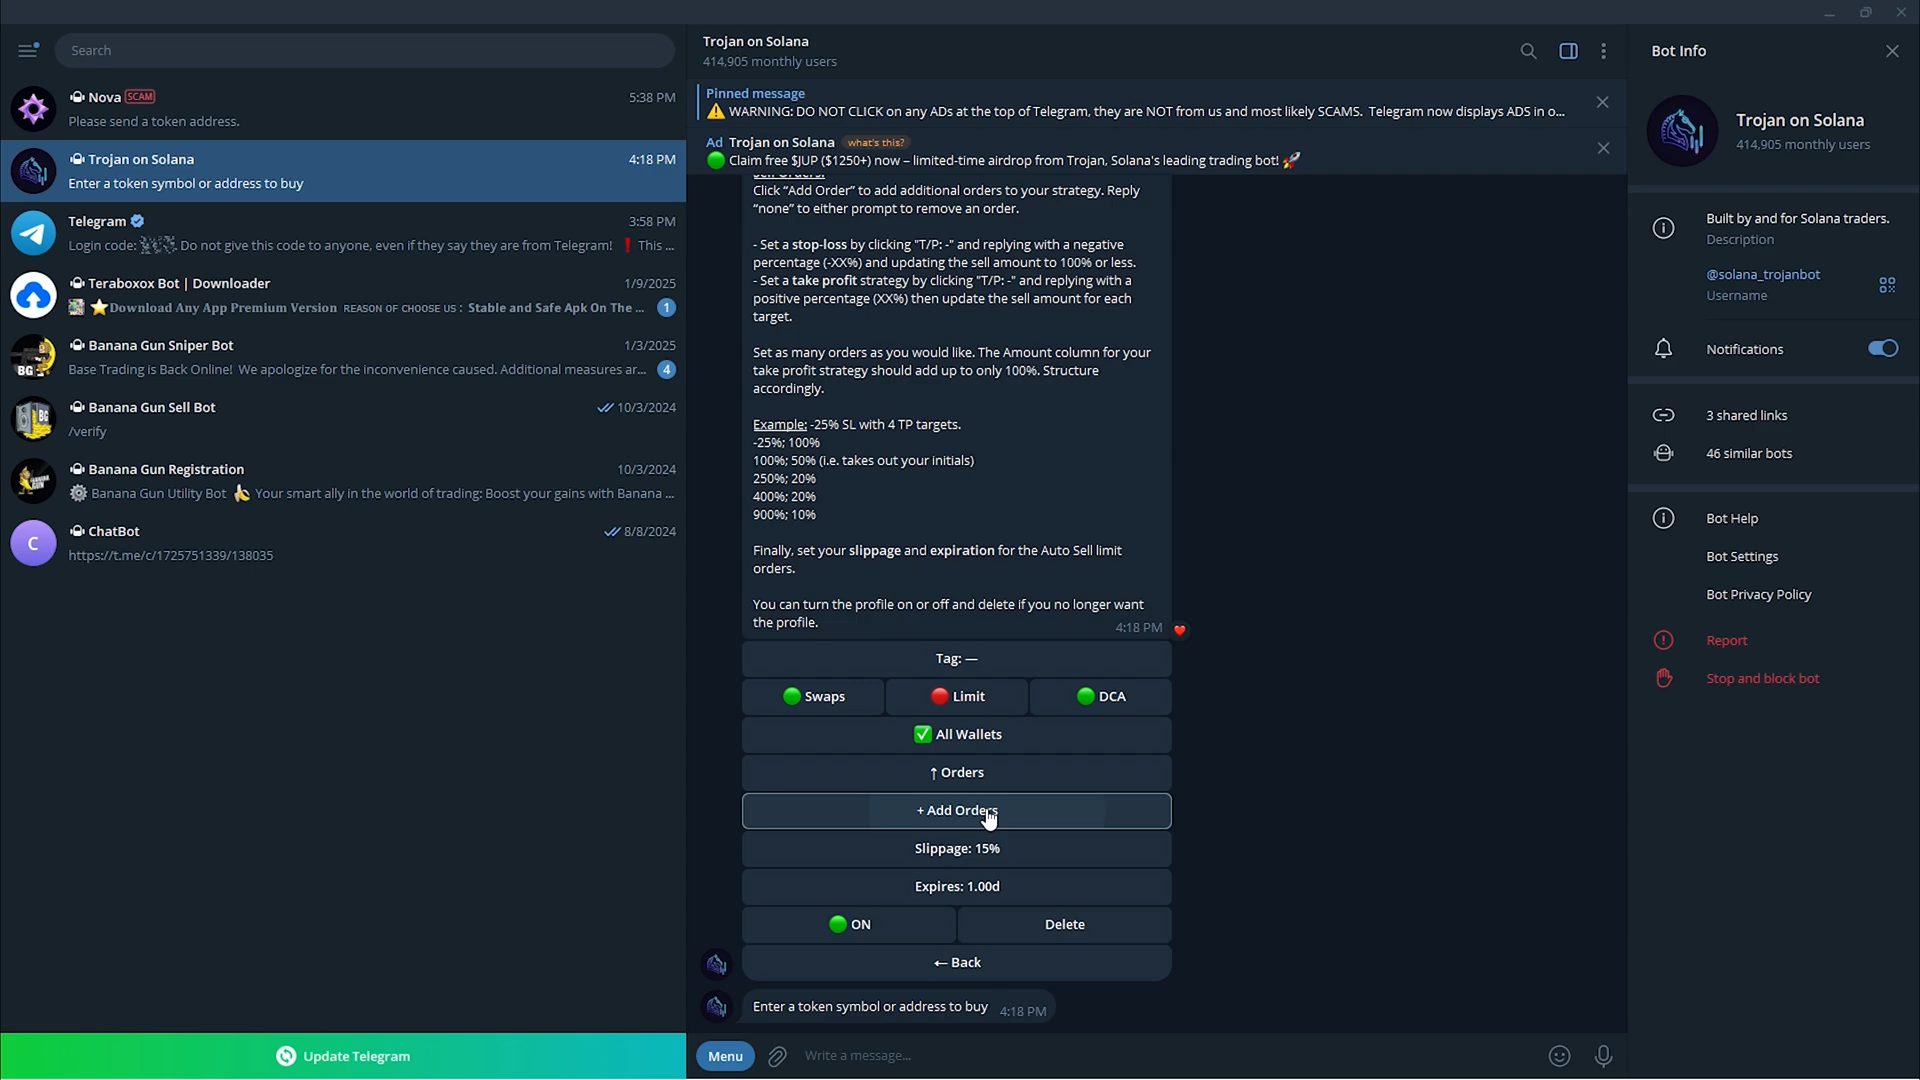 Search
Nova SCAM
5:38 PM
Please send a token address.
Trojan on Solana
4:18 PM
Enter a token symbol or address to buy
Telegram
3:58 PM
Login code: Do not give this code to anyone, even if they say they are from Telegram! ❗ This ...
Teraboxox Bot | Downloader
1/9/2025
⭐Download Any App Premium Version REASON OF CHOOSE US : Stable and Safe Apk On The ...
1
Banana Gun Sniper Bot
1/3/2025
Base Trading is Back Online! We apologize for the inconvenience caused. Additional measures ar...
4
Banana Gun Sell Bot
10/3/2024
/verify
Banana Gun Registration
10/3/2024
⚙️ Banana Gun Utility Bot 🍌 Your smart ally in the world of trading: Boost your gains with Banana ...
C
ChatBot
8/8/2024
https://t.me/c/1725751339/138035
Update Telegram
Trojan on Solana
414,905 monthly users
Pinned message
⚠️ WARNING: DO NOT CLICK on any ADs at the top of Telegram, they are NOT from us and most likely SCAMS. Telegram now displays ADS in o...
Ad Trojan on Solana what's this?
🟢 Claim free $JUP ($1250+) now – limited-time airdrop from Trojan, Solana's leading trading bot! 🚀
Sell Orders:
Click “Add Order” to add additional orders to your strategy. Reply
“none” to either prompt to remove an order.
- Set a stop-loss by clicking "T/P: -" and replying with a negative
percentage (-XX%) and updating the sell amount to 100% or less.
- Set a take profit strategy by clicking "T/P: -" and replying with a
positive percentage (XX%) then update the sell amount for each
target.
Set as many orders as you would like. The Amount column for your
take profit strategy should add up to only 100%. Structure
accordingly.
Example: -25% SL with 4 TP targets.
-25%; 100%
100%; 50% (i.e. takes out your initials)
250%; 20%
400%; 20%
900%; 10%
Finally, set your slippage and expiration for the Auto Sell limit
orders.
You can turn the profile on or off and delete if you no longer want
the profile.
4:18 PM
Tag: —
🟢 Swaps
🔴 Limit
🟢 DCA
✅ All Wallets
↑ Orders
+ Add Orders
Slippage: 15%
Expires: 1.00d
🟢 ON
Delete
← Back
Enter a token symbol or address to buy
4:18 PM
Menu
Write a message...
Bot Info
Trojan on Solana
414,905 monthly users
Built by and for Solana traders.
Description
@solana_trojanbot
Username
Notifications
3 shared links
46 similar bots
Bot Help
Bot Settings
Bot Privacy Policy
Report
Stop and block bot